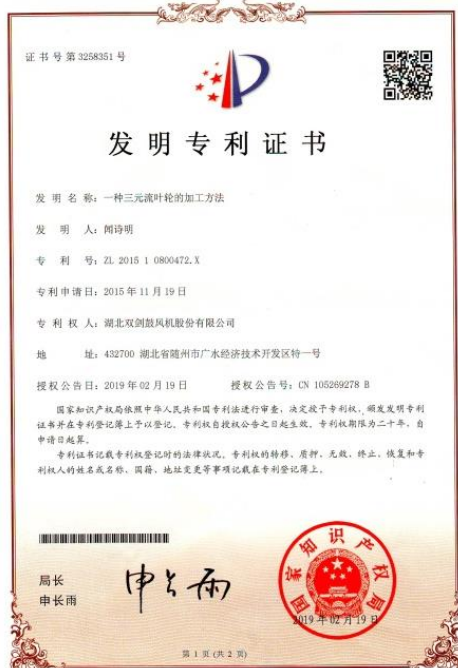 证书号第3258351号
发明专利证书
发明名称：一种三元流叶轮的加工方法
发明人：闻诗明
专利号：ZL 2015 1 0800472.X
专利申请日：2015年11月19日
专利权人：湖北双剑鼓风机股份有限公司
地址：432700 湖北省随州市广水经济技术开发区特一号
授权公告日：2019年02月19日 授权公告号：CN 105269278 B
国家知识产权局依照中华人民共和国专利法进行审查，决定授予专利权，颁发发明专利
证书并在专利登记簿上予以登记。专利权自授权公告之日起生效。专利权期限为二十年，自
申请日起算。
专利证书记载专利权登记时的法律状况。专利权的转移、质押、无效、终止、恢复和专
利权人的姓名或名称、国籍、地址变更等事项记载在专利登记簿上。
局长
申长雨
申长雨
国家知识产权局
2019年02月19日
第 1 页 (共 2 页)